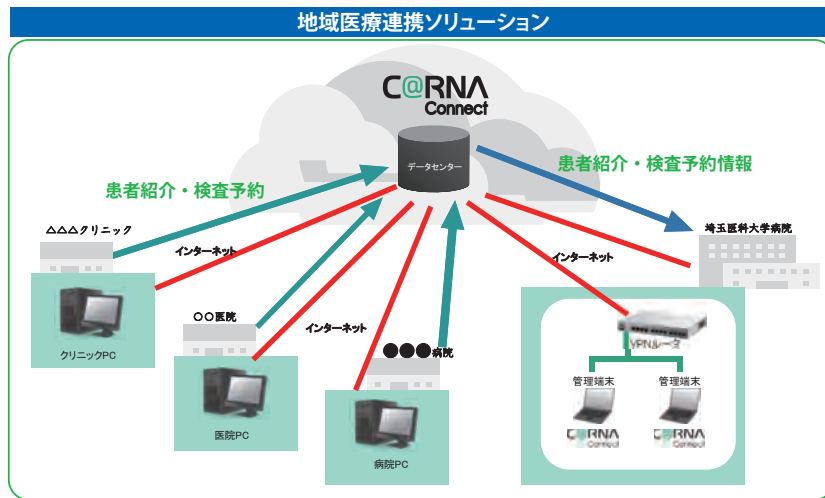 地域医療連携ソリューション
C@RNA
Connect
データセンター
患者紹介・検査予約
患者紹介・検査予約情報
△△△クリニック
埼玉医科大学病院
インターネット
インターネット
〇〇医院
インターネット
●●●病院
VPNルータ
クリニックPC
管理端末
管理端末
医院PC
C@RNA
Connect
C@RNA
Connect
病院PC